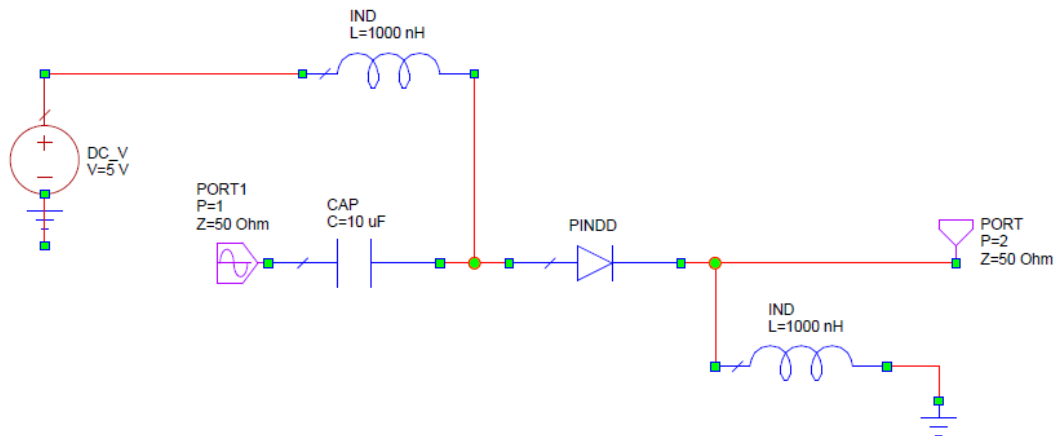 IND
L=1000 nH
DC_V
V=5 V
PORT1
P=1
Z=50 Ohm
CAP
C=10 uF
PINDD
PORT
P=2
Z=50 Ohm
IND
L=1000 nH